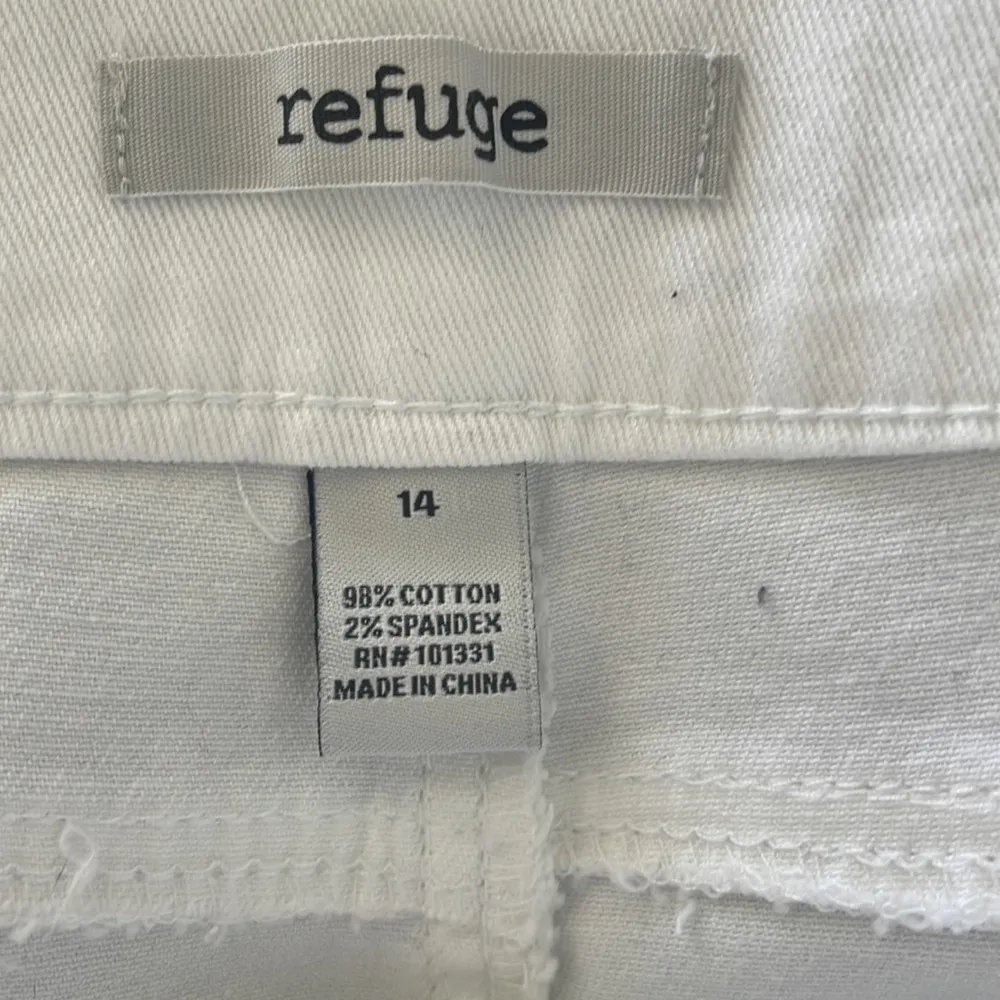 refuge
14
98% COTTON
2% SPANDEX
RN#101331
MADE IN CHINA